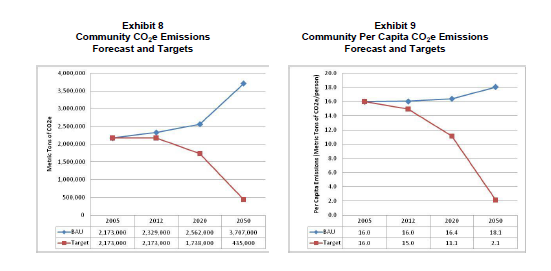 Exhibit 8
Community CO2e Emissions
Forecast and Targets
4,000,000
3,500,000
3,000,000
2,500,000
2,000,000
1,500,000
1,000,000
500,000
0
Metric Tons of CO2e
2005 2012 2020 2050
BAU 2,173,000 2,329,000 2,562,000 3,707,000
Target 2,173,000 2,173,000 1,738,000 435,000
Exhibit 9
Community Per Capita CO2e Emissions
Forecast and Targets
20.0
18.0
16.0
14.0
12.0
10.0
8.0
6.0
4.0
2.0
0.0
Per Capita Emissions (Metric Tons of CO2e/person)
2005 2012 2020 2050
BAU 16.0 16.0 16.4 18.1
Target 16.0 15.0 11.1 2.1